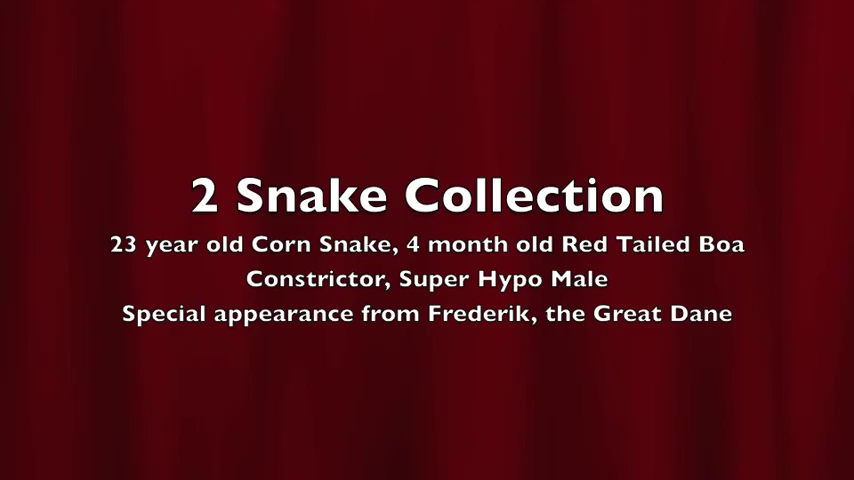 2 Snake Collection
23 year old Corn Snake, 4 month old Red Tailed Boa
Constrictor, Super Hypo Male
Special appearance from Frederik, the Great Dane